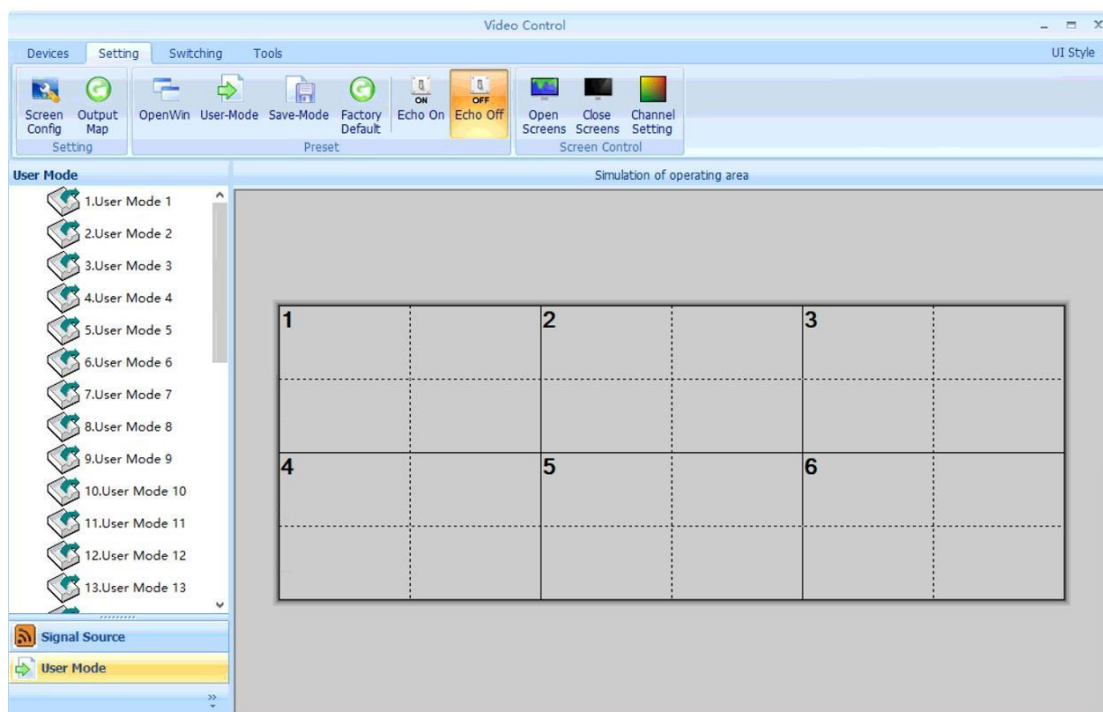 Video Control
Devices Setting Switching Tools UI Style
Screen Config Output Map OpenWin User-Mode Save-Mode Factory Default ON Echo On OFF Echo Off Open Screens Close Screens Channel Setting
Setting Preset Screen Control
User Mode Simulation of operating area
1.User Mode 1
2.User Mode 2
3.User Mode 3
4.User Mode 4
5.User Mode 5
6.User Mode 6
7.User Mode 7
8.User Mode 8
9.User Mode 9
10.User Mode 10
11.User Mode 11
12.User Mode 12
13.User Mode 13
Signal Source
User Mode
1 2 3
4 5 6